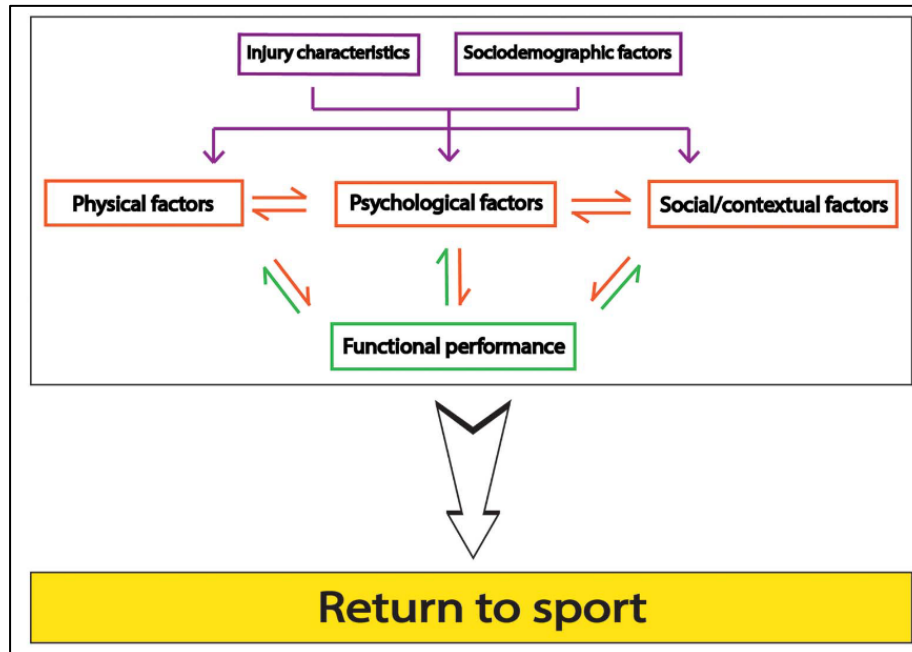 Injury characteristics
Sociodemographic factors
Physical factors
Psychological factors
Social/contextual factors
Functional performance
Return to sport